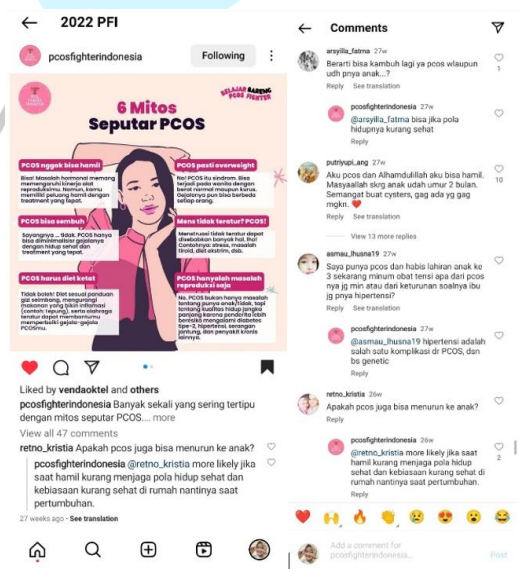 2022 PFI
pcosfighterindonesia
Following
BELAJAR BARENG
PCOS FIGHTER
6 Mitos
Seputar PCOS
PCOS nggak bisa hamil
Bisa! Masalah hormonal memang
memengaruhi kinerja alat
reproduksimu. Namun, kamu
memiliki peluang hamil dengan
treatment yang tepat.
PCOS pasti overweight
No! PCOS itu sindrom. Bisa
terjadi pada wanita dengan
berat normal maupun kurus.
Gejalanya pun bisa berbeda
setiap orang.
PCOS bisa sembuh
Sayangnya ... tidak. PCOS hanya
bisa diminimalisir gejalanya
dengan hidup sehat dan
treatment yang tepat.
Mens tidak teratur? PCOS!
Menstruasi tidak teratur dapat
disebabkan banyak hal, lho!
Contohnya: stress, masalah
tiroid, diet ekstrim, dsb.
PCOS harus diet ketat
Tidak boleh! Diet sesuai panduan
gizi seimbang, mengurangi
makanan yang bikin inflamasi
(contoh: tepung), serta olahraga
teratur dapat membantumu
memperbaiki gejala-gejala
PCOSmu.
PCOS hanyalah masalah
reproduksi saja
No. PCOS bukan hanya masalah
tentang punya anak/tidak, tapi
tentang kualitas hidup jangka
panjang karena penderita lebih
beresiko mengalami diabetes
tipe-2, hipertensi, serangan
jantung, dan penyakit kronis
lainnya.
Liked by vendaoktel and others
pcosfighterindonesia Banyak sekali yang sering tertipu
dengan mitos seputar PCOS.... more
View all 47 comments
retno_kristia Apakah pcos juga bisa menurun ke anak?
pcosfighterindonesia @retno_kristia more likely jika
saat hamil kurang menjaga pola hidup sehat dan
kebiasaan kurang sehat di rumah nantinya saat
pertumbuhan.
27 weeks ago • See translation
Comments
arsyilla_fatma 27w
Berarti bisa kambuh lagi ya pcos wlaupun
udh pnya anak...?
1
Reply See translation
pcosfighterindonesia 27w
@arsyilla_fatma bisa jika pola
hidupnya kurang sehat
Reply
putriyupi_ang 27w
Aku pcos dan Alhamdulillah aku bisa hamil.
Masyaallah skrg anak udah umur 2 bulan.
Semangat buat cysters, gag ada yg gag
mgkn. ❤️
10
Reply See translation
View 13 more replies
asmau_lhusna19 27w
Saya punya pcos dan habis lahiran anak ke
3 sekarang minum obat tensi apa dari pcos
nya jg min atau dari keturunan soalnya ibu
jg pnya hipertensi?
Reply See translation
pcosfighterindonesia 27w
@asmau_lhusna19 hipertensi adalah
salah satu komplikasi dr PCOS, dsn
bs genetic
Reply
retno_kristia 26w
Apakah pcos juga bisa menurun ke anak?
Reply
pcosfighterindonesia 26w
@retno_kristia more likely jika saat
hamil kurang menjaga pola hidup
sehat dan kebiasaan kurang sehat di
rumah nantinya saat pertumbuhan.
2
Reply
Add a comment for
pcosfighterindonesia...
Post